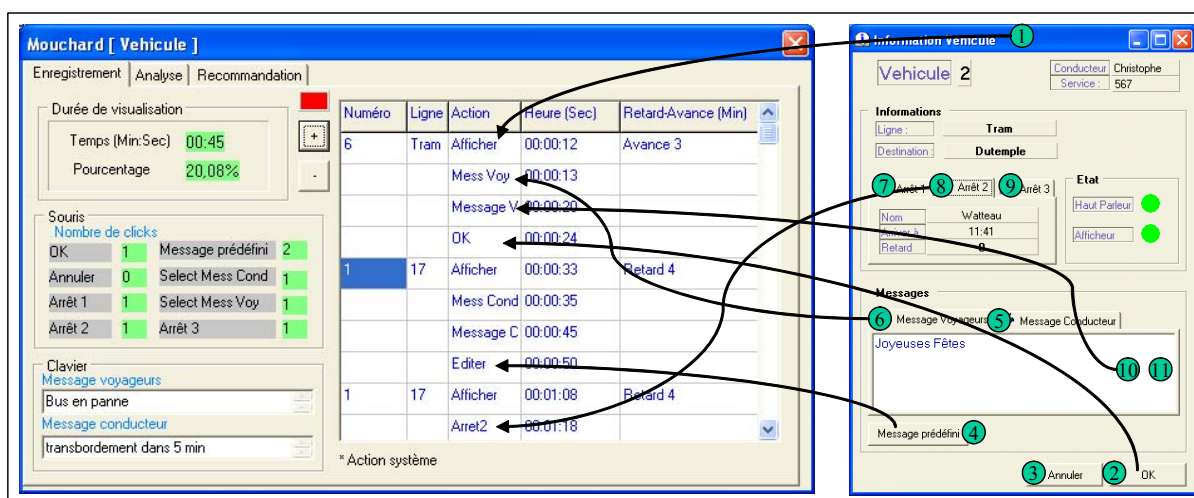 Mouchard [ Vehicule ]
Enregistrement Analyse Recommandation
Durée de visualisation
Temps (Min:Sec) 00:45
Pourcentage 20,08%
+
-
Souris
Nombre de clicks
OK 1 Message prédéfini 2
Annuler 0 Select Mess Cond 1
Arrêt 1 1 Select Mess Voy 1
Arrêt 2 1 Arrêt 3 1
Clavier
Message voyageurs
Bus en panne
Message conducteur
transbordement dans 5 min
Numéro Ligne Action Heure (Sec) Retard-Avance (Min)
6 Tram Afficher 00:00:12 Avance 3
Mess Voy 00:00:13
Message V 00:00:20
OK 00:00:24
1 17 Afficher 00:00:33 Retard 4
Mess Cond 00:00:35
Message C 00:00:45
Editer 00:00:50
1 17 Afficher 00:01:08 Retard 4
Arret2 00:01:18
* Action système
Information Vehicule 1
Vehicule 2
Conducteur Christophe
Service : 567
Informations
Ligne : Tram
Destination : Dutemple
7 Arrêt 1 8 Arrêt 2 9 Arrêt 3
Nom Watteau
Arriver à 11:41
Retard 0
Etat
Haut Parleur
Afficheur
Messages
6 Message Voyageurs 5 Message Conducteur
Joyeuses Fêtes
10 11
Message prédéfini 4
3 Annuler 2 OK